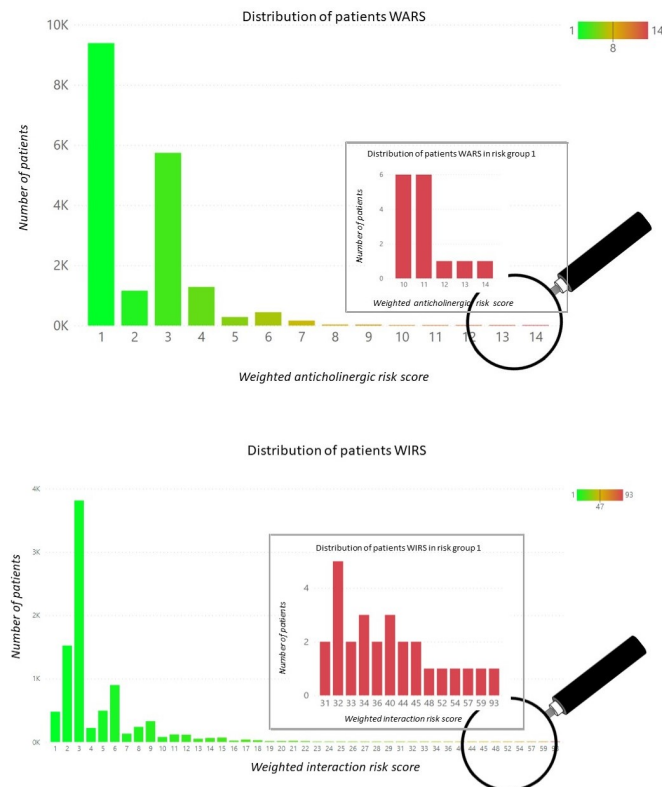 Distribution of patients WARS
10K
8K
6K
4K
2K
0K
Number of patients
1 14
8
Distribution of patients WARS in risk group 1
6
4
2
0
Number of patients
10 11 12 13 14
Weighted anticholinergic risk score
1 2 3 4 5 6 7 8 9 10 11 12 13 14
Weighted anticholinergic risk score
Distribution of patients WIRS
4K
3K
2K
1K
0K
Number of patients
1 93
47
Distribution of patients WIRS in risk group 1
4
2
0
Number of patients
31 32 33 34 36 40 44 45 48 52 54 57 59 93
Weighted interaction risk score
1 2 3 4 5 6 7 8 9 10 11 12 13 14 15 16 17 18 19 20 21 22 23 24 25 26 27 28 29 31 32 33 34 36 44 45 48 52 54 57 59
Weighted interaction risk score